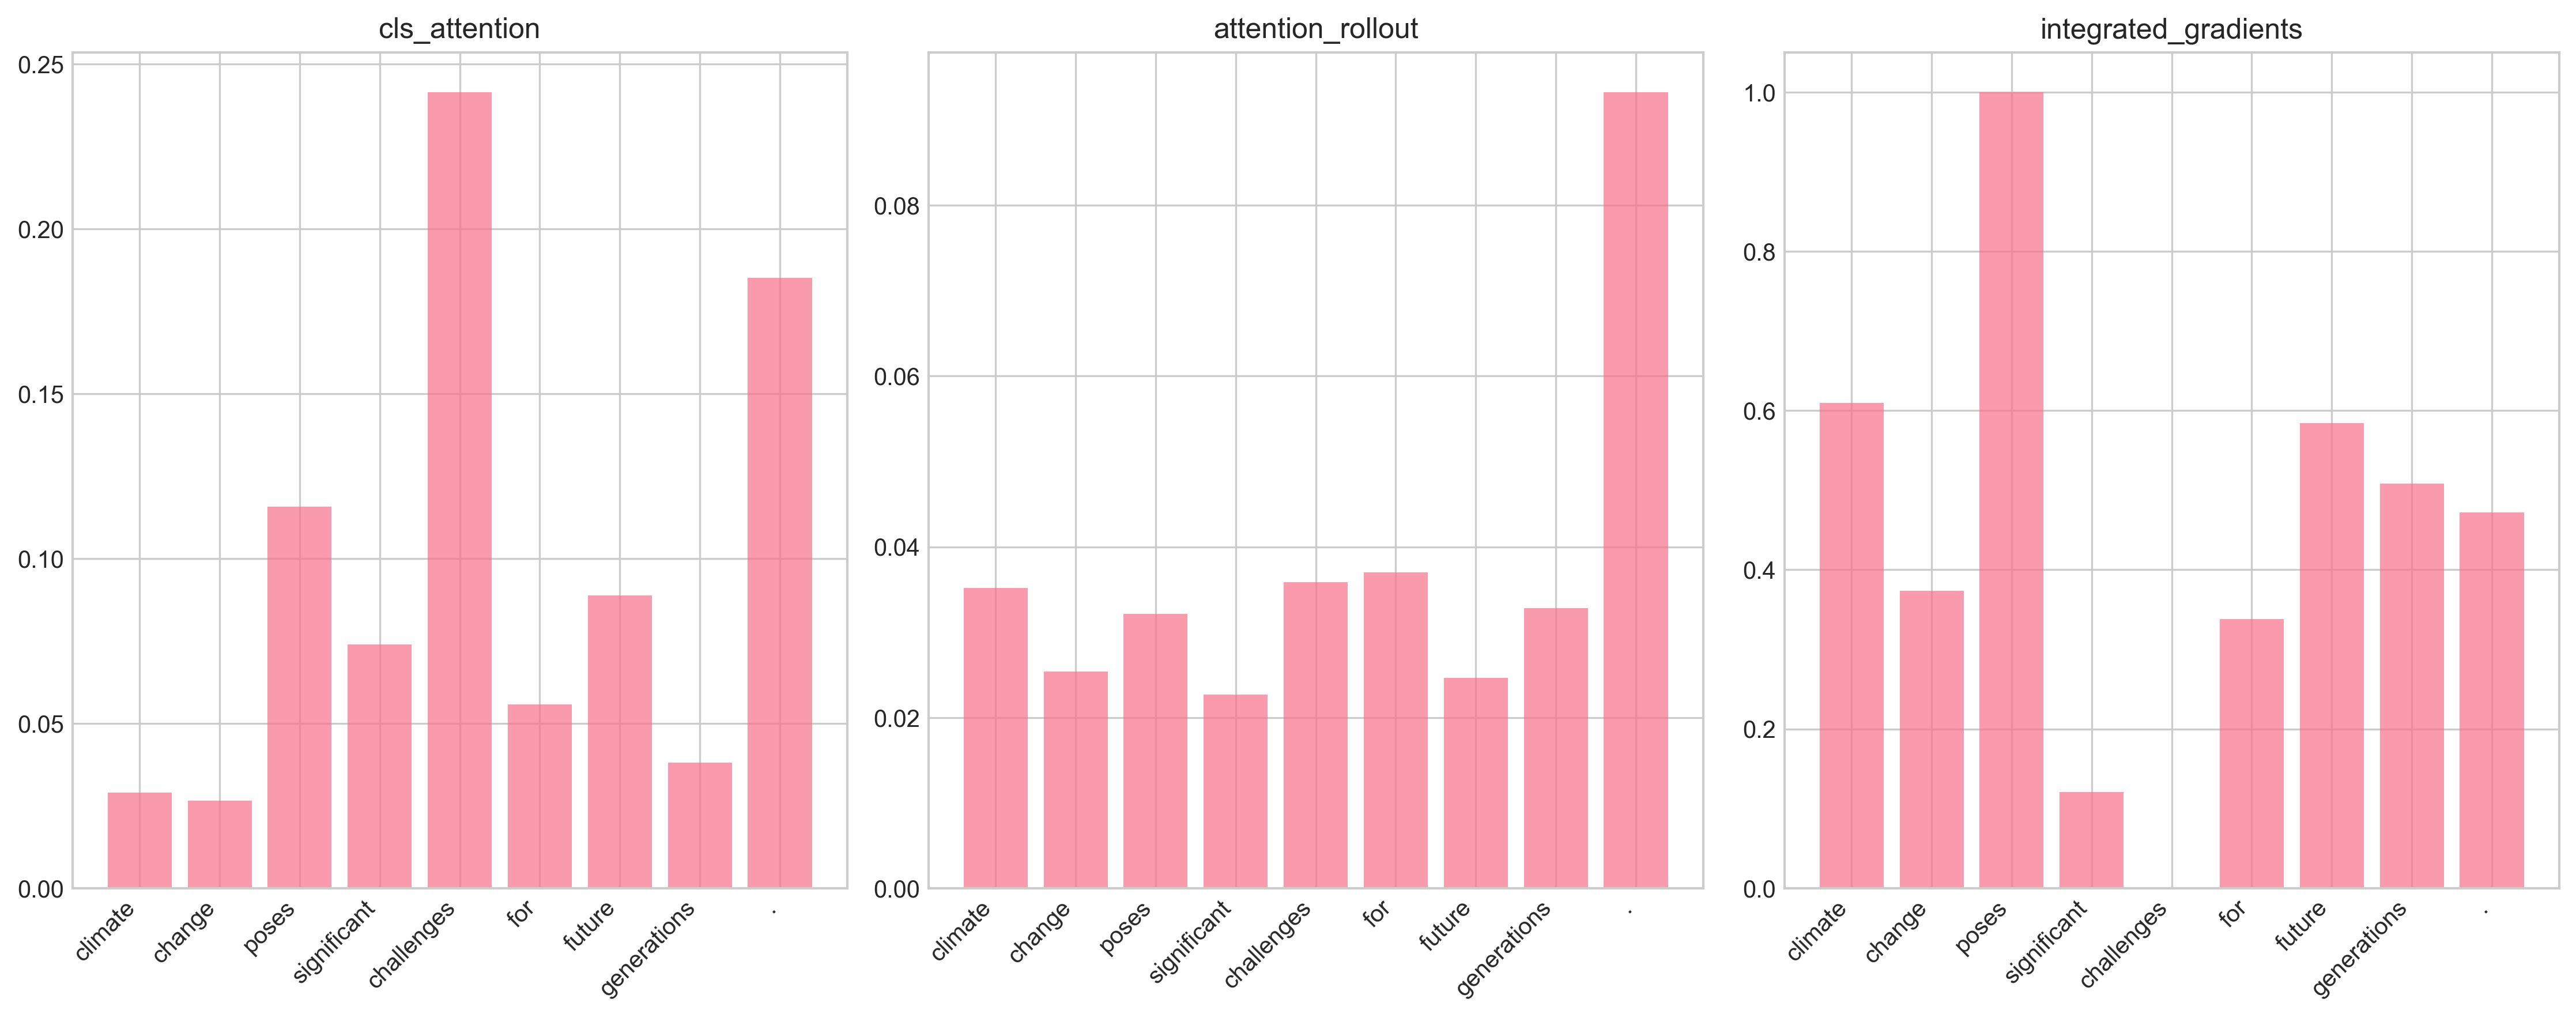 cls_attention
0.25
0.20
0.15
0.10
0.05
0.00
climate
change
poses
significant
challenges
for
future
generations
.
attention_rollout
0.08
0.06
0.04
0.02
0.00
climate
change
poses
significant
challenges
for
future
generations
.
integrated_gradients
1.0
0.8
0.6
0.4
0.2
0.0
climate
change
poses
significant
challenges
for
future
generations
.